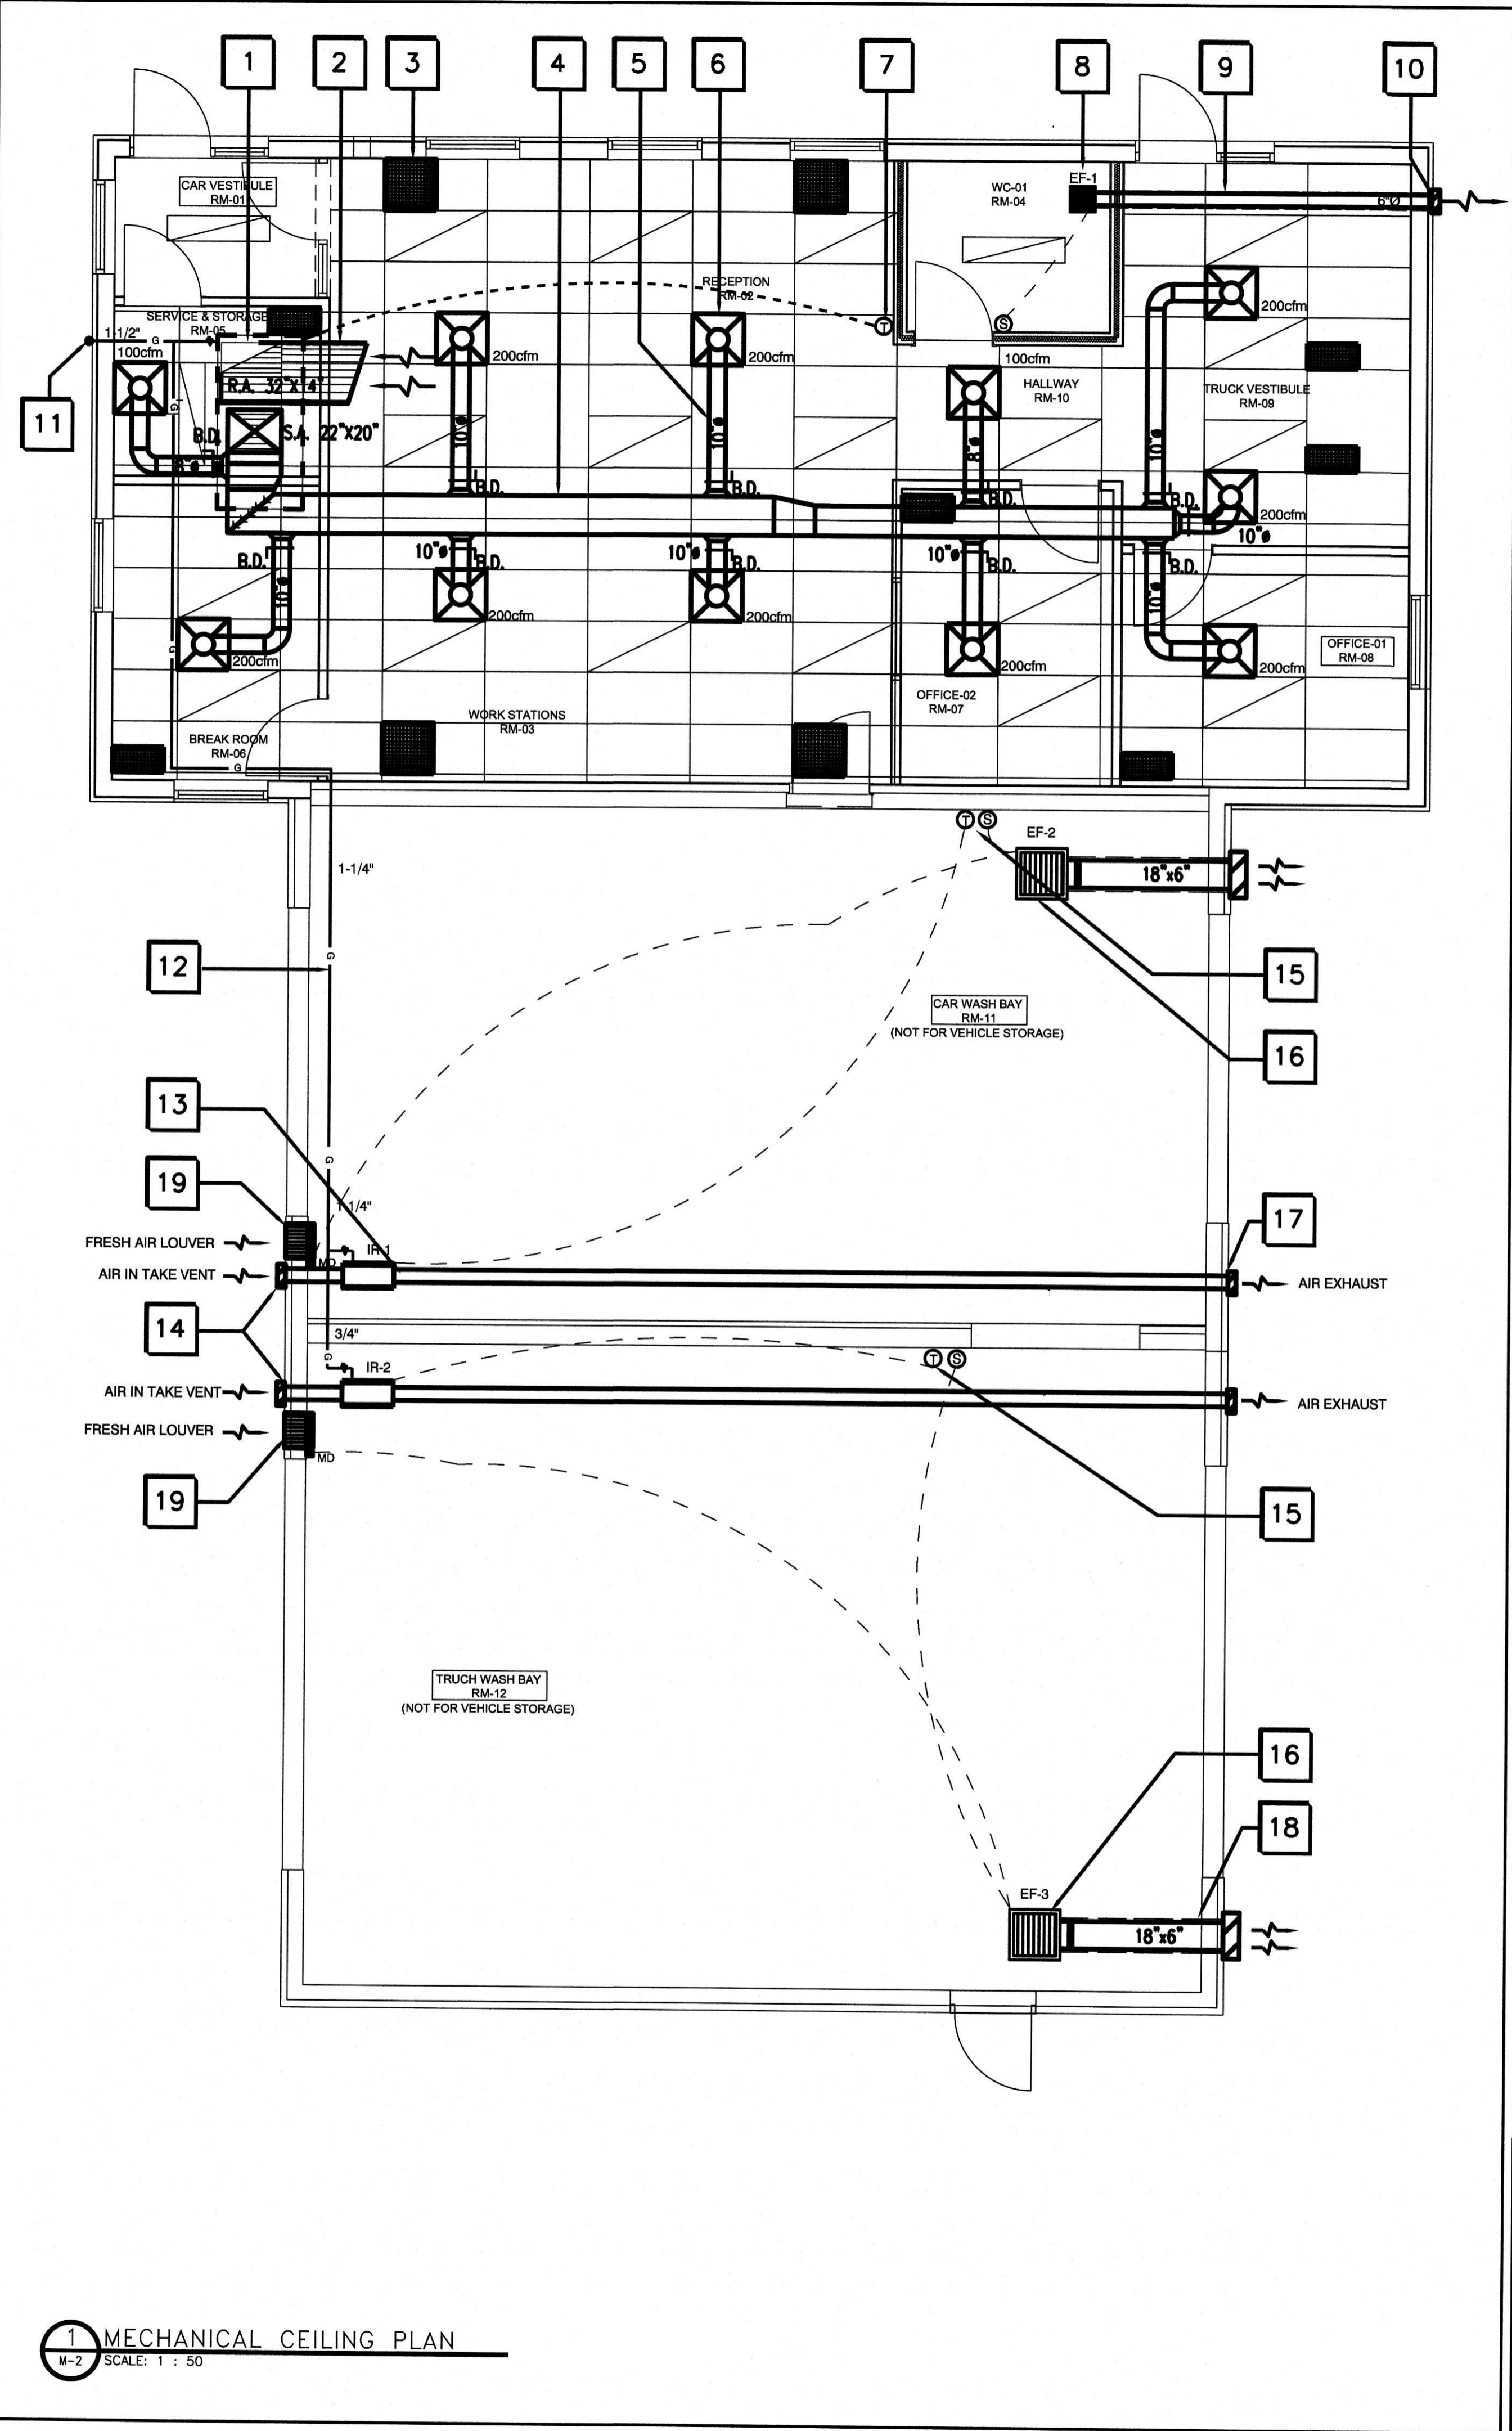 1
2
3
4
5
6
7
8
9
10
CAR VESTIBULE
RM-01
WC-01
RM-04
EF-1
6"Ø
RECEPTION
RM-02
SERVICE & STORAGE
RM-05
1-1/2"
G
100cfm
T
S
200cfm
200cfm
200cfm
100cfm
HALLWAY
RM-10
TRUCK VESTIBULE
RM-09
R.A. 32"X14"
11
G
B.D.
S.A. 22"X20"
8"Ø
10"Ø
10"Ø
8"Ø
10"Ø
B.D.
B.D.
B.D.
B.D.
200cfm
10"Ø
B.D.
10"Ø
10"Ø
B.D.
10"Ø
B.D.
10"Ø
B.D.
B.D.
10"Ø
200cfm
200cfm
G
200cfm
200cfm
200cfm
OFFICE-01
RM-08
OFFICE-02
RM-07
WORK STATIONS
RM-03
BREAK ROOM
RM-06
G
T
S
EF-2
1-1/4"
18"x6"
G
12
15
CAR WASH BAY
RM-11
(NOT FOR VEHICLE STORAGE)
16
13
G
19
1 1/4"
17
FRESH AIR LOUVER
IR-1
MD
AIR IN TAKE VENT
AIR EXHAUST
14
3/4"
G
T
S
IR-2
AIR IN TAKE VENT
AIR EXHAUST
FRESH AIR LOUVER
MD
19
15
TRUCH WASH BAY
RM-12
(NOT FOR VEHICLE STORAGE)
16
18
EF-3
18"x6"
1
M-2
MECHANICAL CEILING PLAN
SCALE: 1 : 50